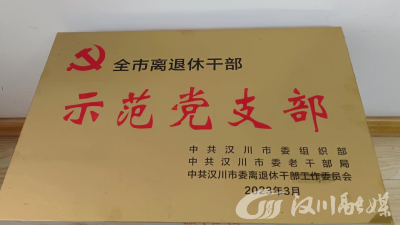 全市离退休干部
示范党支部
中共汉川市委组织部
中共汉川市委老干部局
中共汉川市委离退休干部工作委员会
2023年3月
汉川融媒